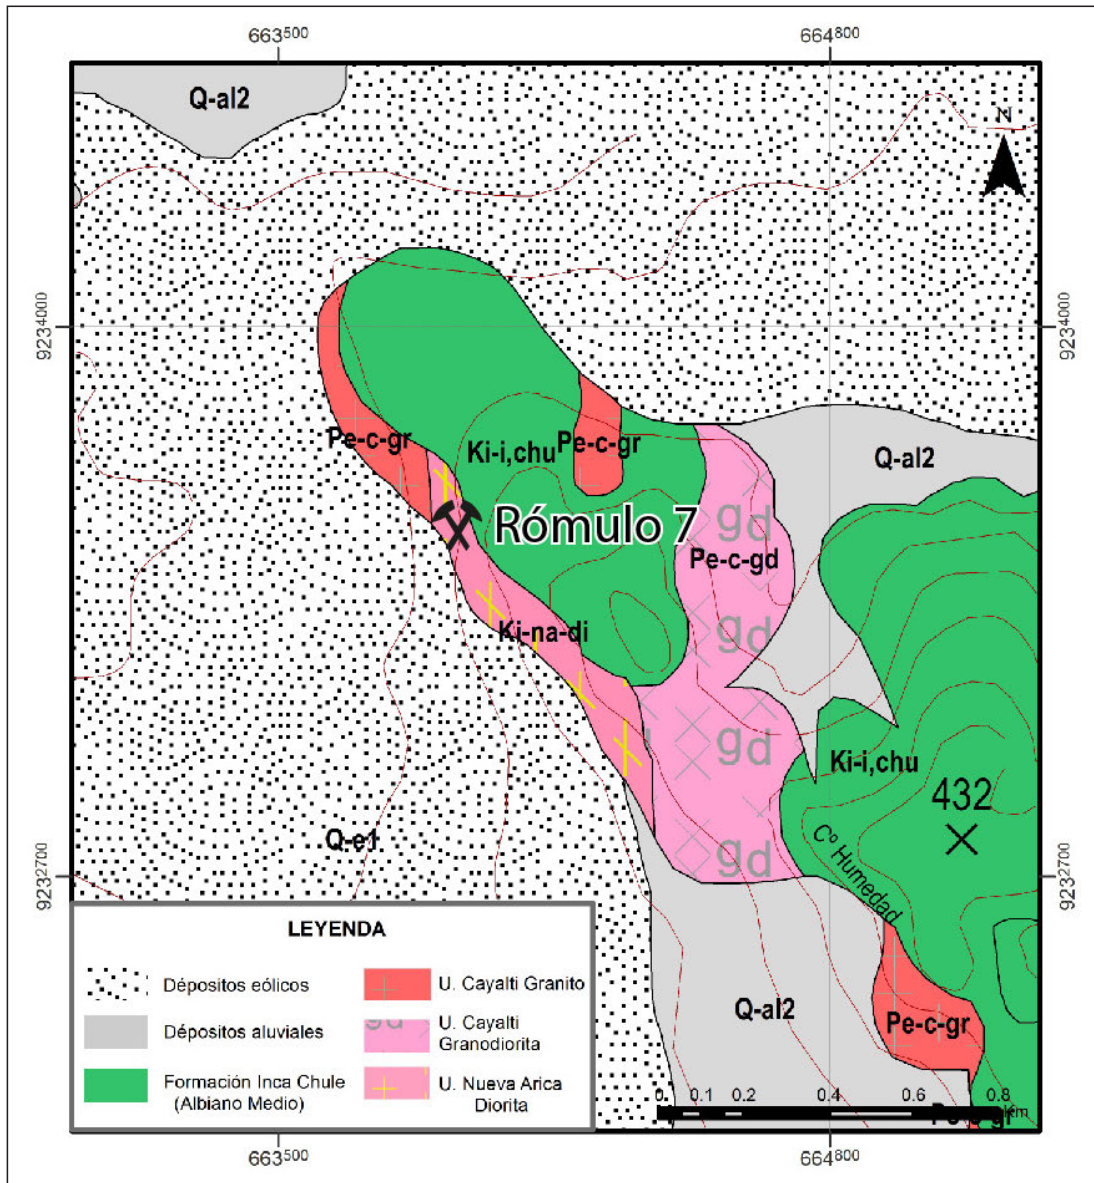 663500
664800
Q-al2
N
9234000
9234000
Pe-c-gr
Ki-i,chu
Pe-c-gr
Q-al2
Rómulo 7
gd
Pe-c-gd
Ki-na-di
gd
gd
Ki-i,chu
432
Cº Humedad
Q-e1
gd
9232700
9232700
LEYENDA
Dépositos eólicos
Dépositos aluviales
Formación Inca Chule
(Albiano Medio)
U. Cayalti Granito
gd
U. Cayalti
Granodiorita
U. Nueva Arica
Diorita
Q-al2
Pe-c-gr
0 0.1 0.2 0.4 0.6 0.8
Km
Pe-c-gr
663500
664800